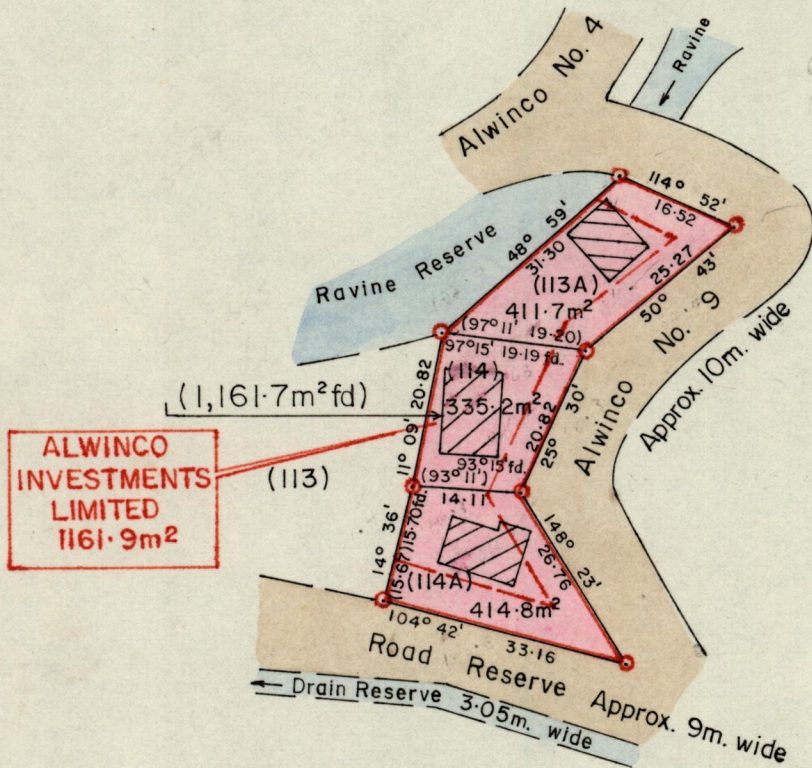 Alwinco No. 4
Ravine
114° 52'
16·52
48° 59'
31·30
Ravine Reserve
25·27
50° 43'
(113A)
411·7m²
(97°11' 19·20)
97°15' 19·19 fd.
Alwinco No. 9
Approx. 10m. wide
(114)
335·2m²
20·82
11° 09'
20·82
25° 30'
(1,161·7m² fd)
ALWINCO
INVESTMENTS
LIMITED
1161·9m²
(113)
93°15' fd.
(93°11')
14·11
14° 36'
(15·67) 15·70fd.
148° 23'
26·76
(114A)
414·8m²
104° 42'
33·16
Road Reserve Approx. 9m. wide
Drain Reserve 3·05m. wide